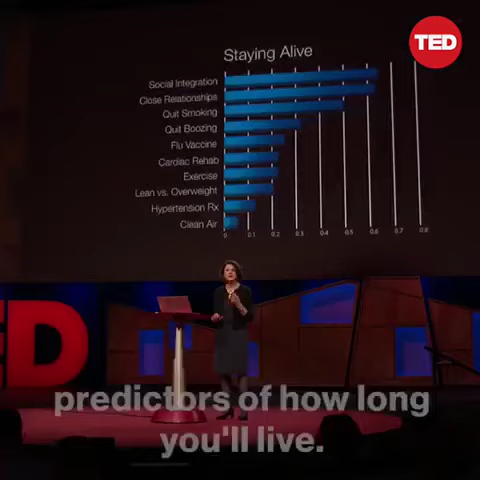 TED
Staying Alive
Social Integration
Close Relationships
Quit Smoking
Quit Boozing
Flu Vaccine
Cardiac Rehab
Exercise
Lean vs. Overweight
Hypertension Rx
Clean Air
0 0.1 0.2 0.3 0.4 0.5 0.6 0.7 0.8
ED
predictors of how long
you'll live.